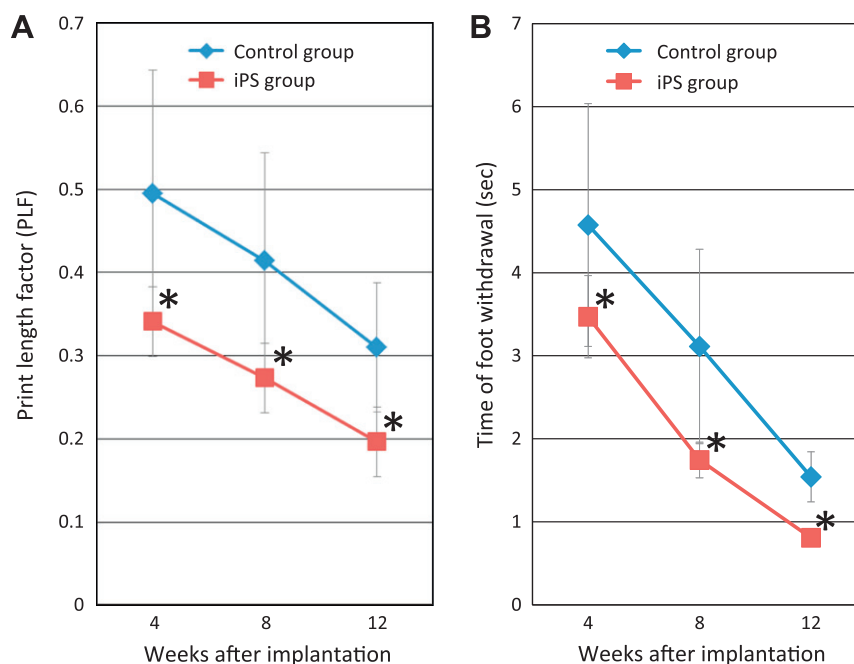 A
Print length factor (PLF)
0.7
0.6
0.5
0.4
0.3
0.2
0.1
0
Control group
iPS group
*
*
*
4 8 12
Weeks after implantation
B
Time of foot withdrawal (sec)
7
6
5
4
3
2
1
0
Control group
iPS group
*
*
*
4 8 12
Weeks after implantation